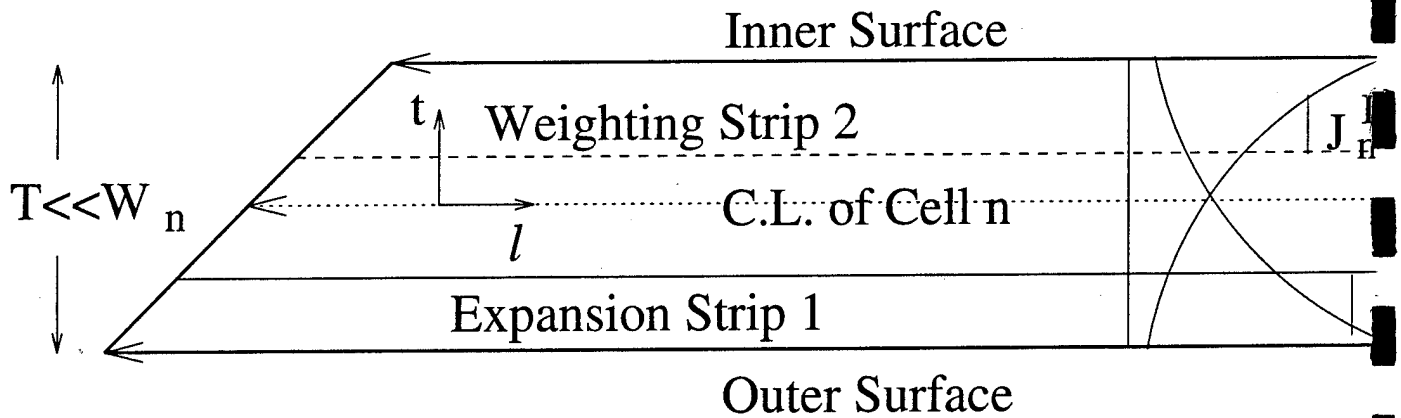 Inner Surface
t
Weighting Strip 2
J n
T<<W n
C.L. of Cell n
l
Expansion Strip 1
Outer Surface